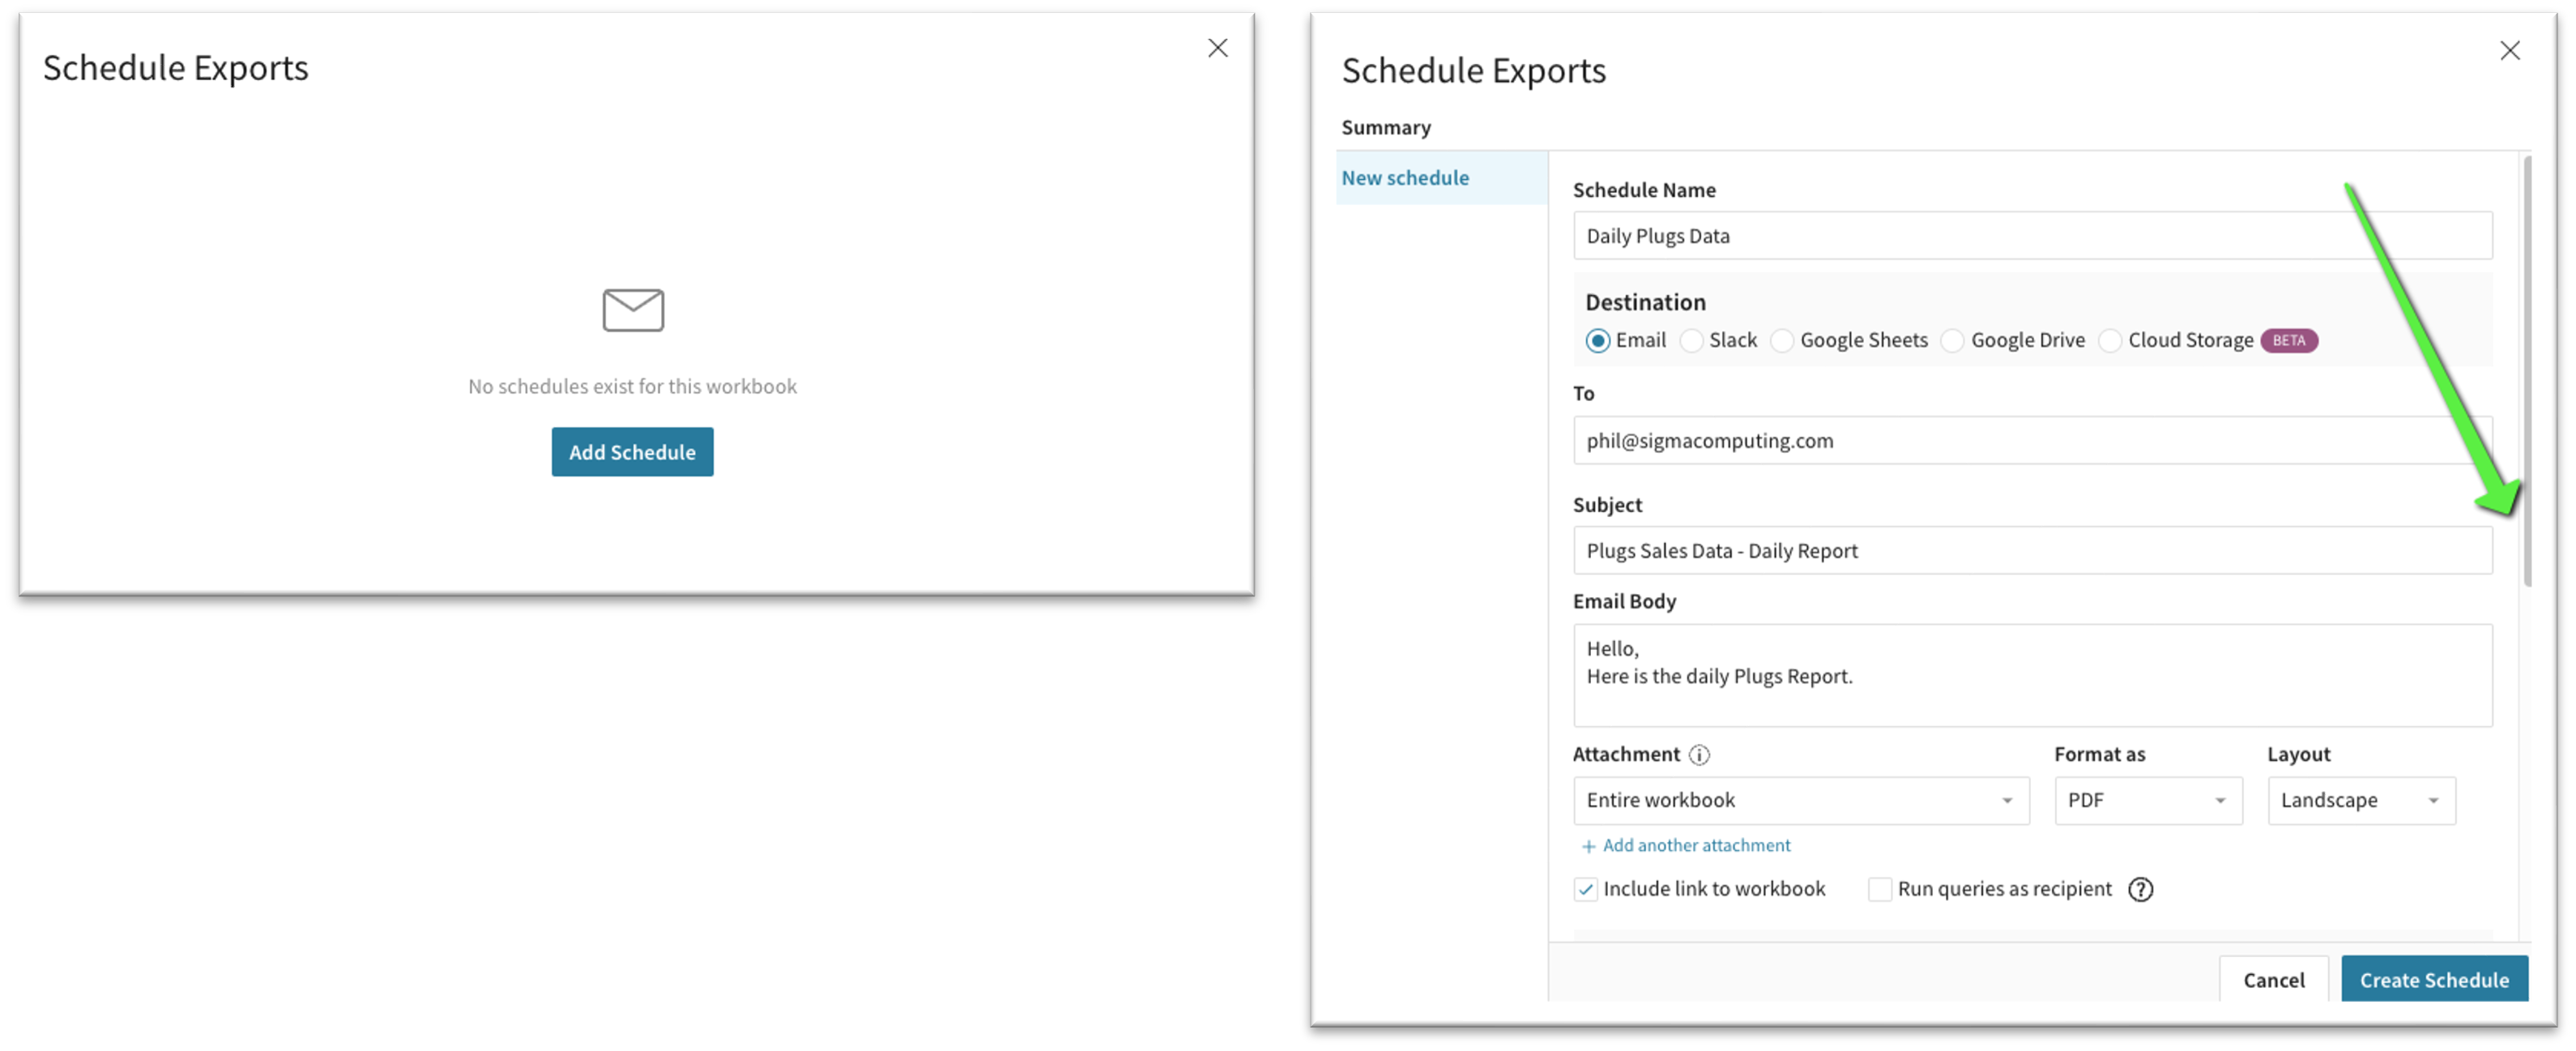 Schedule Exports
No schedules exist for this workbook
Add Schedule
Schedule Exports
Summary
New schedule
Schedule Name
Daily Plugs Data
Destination
Email Slack Google Sheets Google Drive Cloud Storage BETA
To
phil@sigmacomputing.com
Subject
Plugs Sales Data - Daily Report
Email Body
Hello,
Here is the daily Plugs Report.
Attachment Format as Layout
Entire workbook PDF Landscape
+ Add another attachment
Include link to workbook Run queries as recipient
Cancel Create Schedule